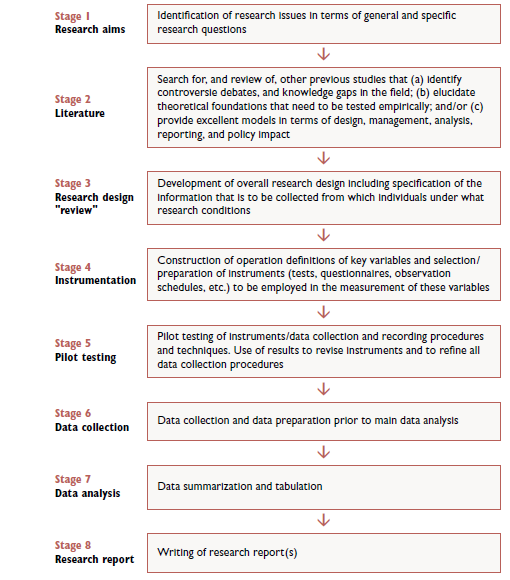 Stage 1
Research aims
Identification of research issues in terms of general and specific
research questions
Stage 2
Literature
Search for, and review of, other previous studies that (a) identify
controversie debates, and knowledge gaps in the field; (b) elucidate
theoretical foundations that need to be tested empirically; and/or (c)
provide excellent models in terms of design, management, analysis,
reporting, and policy impact
Stage 3
Research design
"review"
Development of overall research design including specification of the
information that is to be collected from which individuals under what
research conditions
Stage 4
Instrumentation
Construction of operation definitions of key variables and selection/
preparation of instruments (tests, questionnaires, observation
schedules, etc.) to be employed in the measurement of these variables
Stage 5
Pilot testing
Pilot testing of instruments/data collection and recording procedures
and techniques. Use of results to revise instruments and to refine all
data collection procedures
Stage 6
Data collection
Data collection and data preparation prior to main data analysis
Stage 7
Data analysis
Data summarization and tabulation
Stage 8
Research report
Writing of research report(s)